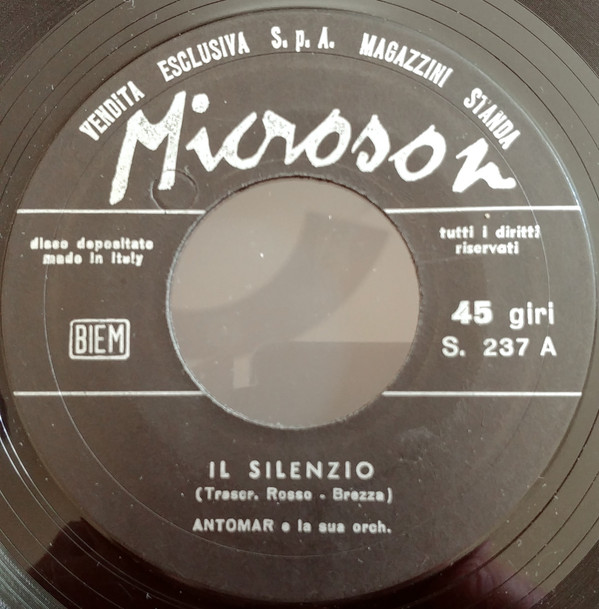 VENDITA ESCLUSIVA S.p.A. MAGAZZINI STANDA
Microson
disco depositato
made in Italy
tutti i diritti
riservati
BIEM
45 giri
S. 237 A
IL SILENZIO
(Trascr. Rosso - Brezza)
ANTOMAR e la sua orch.